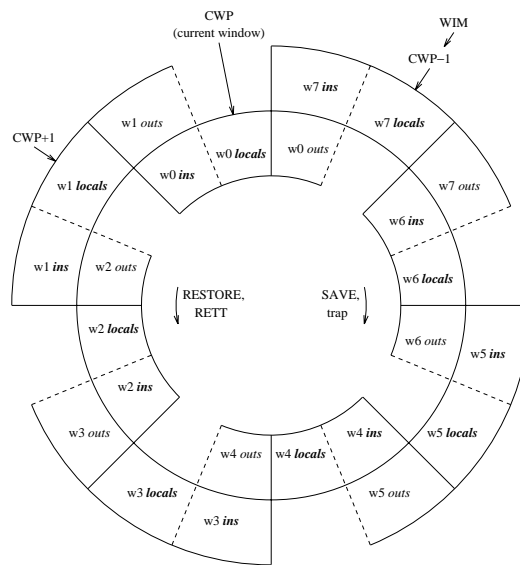 CWP
(current window)
WIM
CWP−1
w7 ins
w1 outs
w7 locals
CWP+1
w0 locals
w0 outs
w0 ins
w1 locals
w7 outs
w6 ins
w1 ins
w2 outs
w6 locals
RESTORE,
RETT
SAVE,
trap
w2 locals
w6 outs
w5 ins
w2 ins
w3 outs
w4 outs
w4 locals
w4 ins
w5 locals
w3 locals
w5 outs
w3 ins